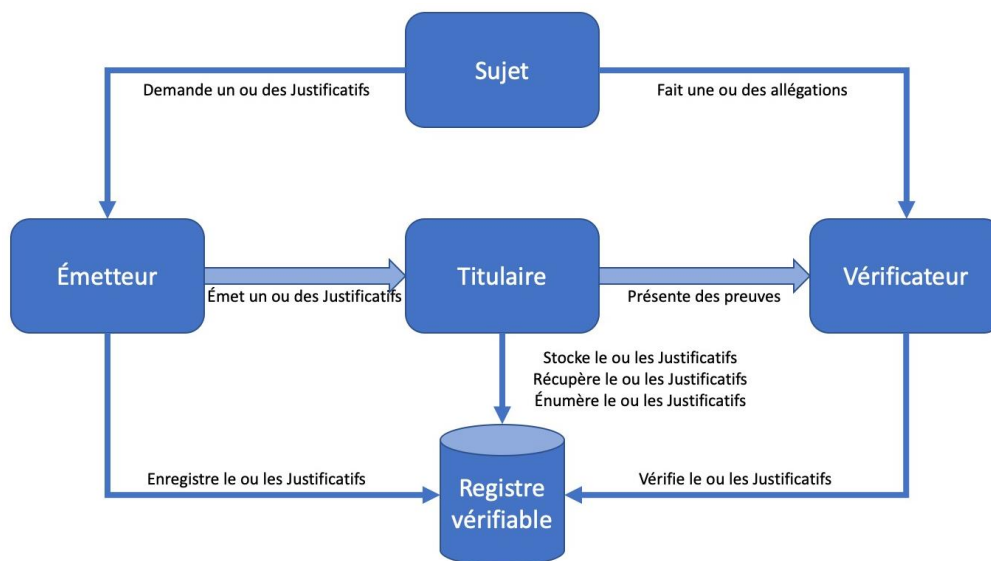 Sujet
Demande un ou des Justificatifs
Fait une ou des allégations
Émetteur
Titulaire
Vérificateur
Émet un ou des Justificatifs
Présente des preuves
Stocke le ou les Justificatifs
Récupère le ou les Justificatifs
Énumère le ou les Justificatifs
Enregistre le ou les Justificatifs
Vérifie le ou les Justificatifs
Registre
vérifiable